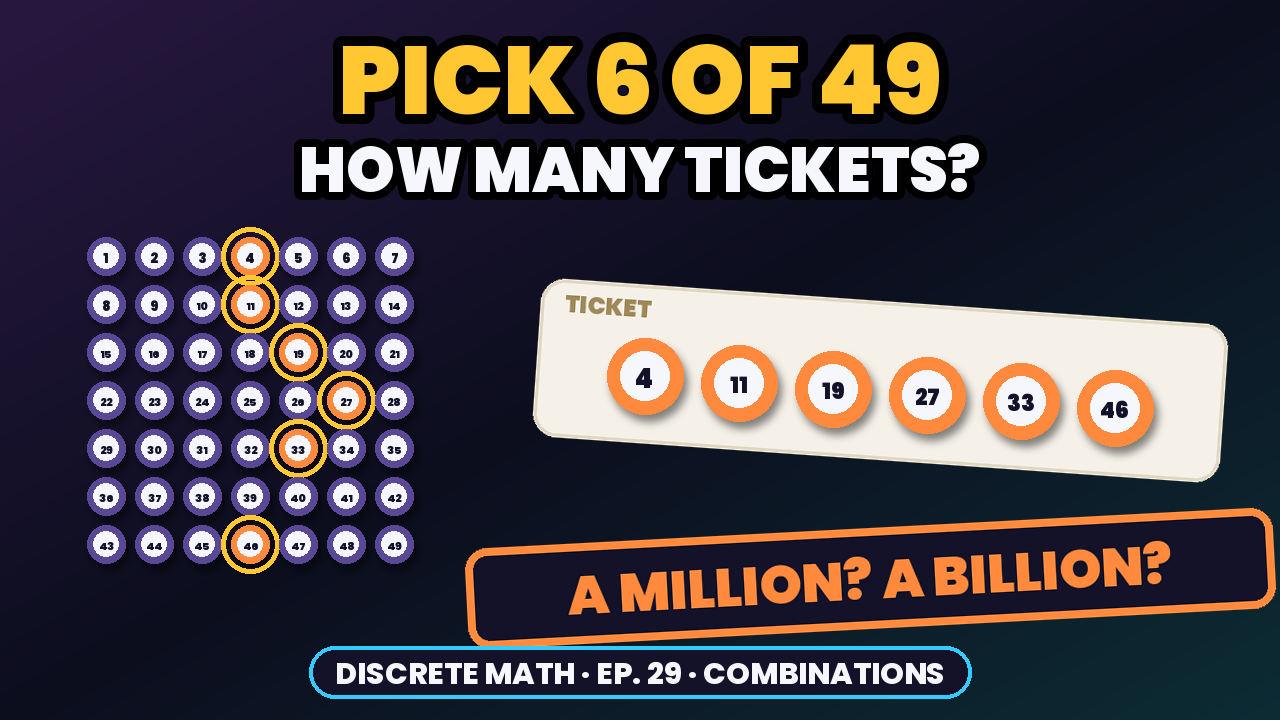 PICK 6 OF 49
HOW MANY TICKETS?
1 2 3 4 5 6 7
8 9 10 11 12 13 14
15 16 17 18 19 20 21
22 23 24 25 26 27 28
29 30 31 32 33 34 35
36 37 38 39 40 41 42
43 44 45 46 47 48 49
TICKET
4 11 19 27 33 46
A MILLION? A BILLION?
DISCRETE MATH · EP. 29 · COMBINATIONS